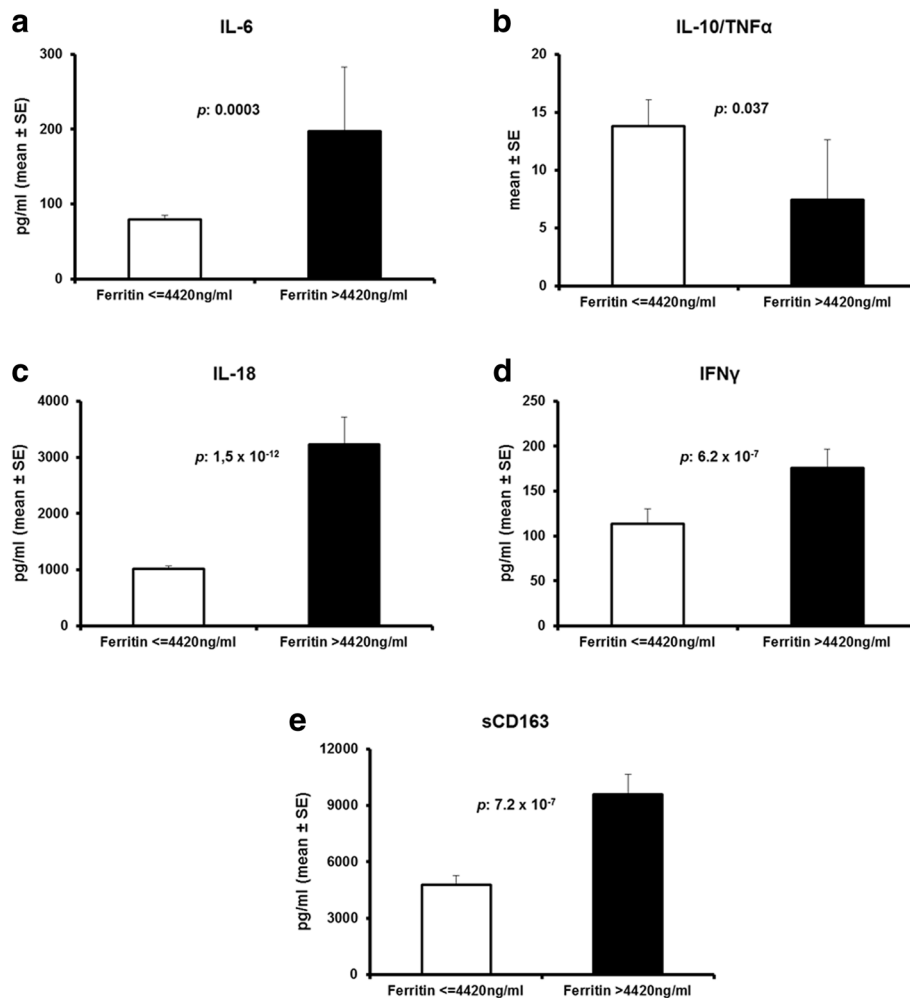 a
IL-6
pg/ml (mean ± SE)
300
200
100
0
p: 0.0003
Ferritin <=4420ng/ml
Ferritin >4420ng/ml
b
IL-10/TNFα
mean ± SE
20
15
10
5
0
p: 0.037
Ferritin <=4420ng/ml
Ferritin >4420ng/ml
c
IL-18
pg/ml (mean ± SE)
4000
3000
2000
1000
0
p: 1,5 x 10⁻¹²
Ferritin <=4420ng/ml
Ferritin >4420ng/ml
d
IFNγ
pg/ml (mean ± SE)
250
200
150
100
50
0
p: 6.2 x 10⁻⁷
Ferritin <=4420ng/ml
Ferritin >4420ng/ml
e
sCD163
pg/ml (mean ± SE)
12000
9000
6000
3000
0
p: 7.2 x 10⁻⁷
Ferritin <=4420ng/ml
Ferritin >4420ng/ml